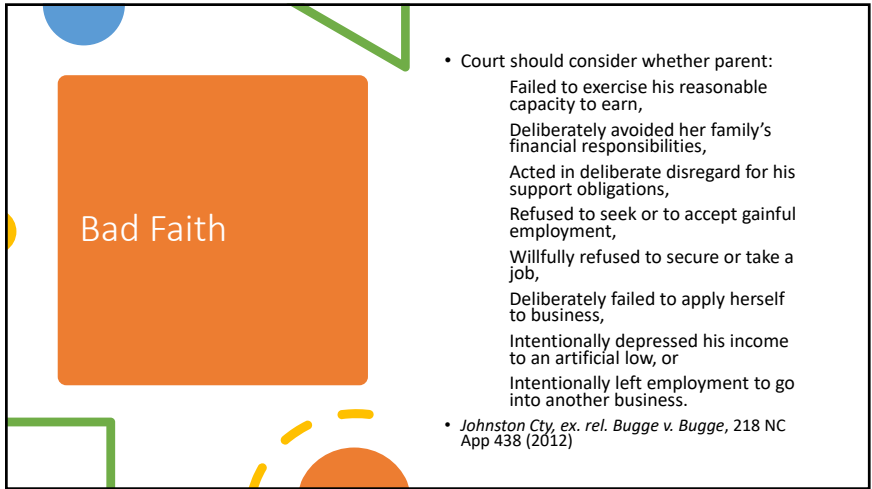 Bad Faith
• Court should consider whether parent:
Failed to exercise his reasonable
capacity to earn,
Deliberately avoided her family’s
financial responsibilities,
Acted in deliberate disregard for his
support obligations,
Refused to seek or to accept gainful
employment,
Willfully refused to secure or take a
job,
Deliberately failed to apply herself
to business,
Intentionally depressed his income
to an artificial low, or
Intentionally left employment to go
into another business.
• Johnston Cty, ex. rel. Bugge v. Bugge, 218 NC
App 438 (2012)